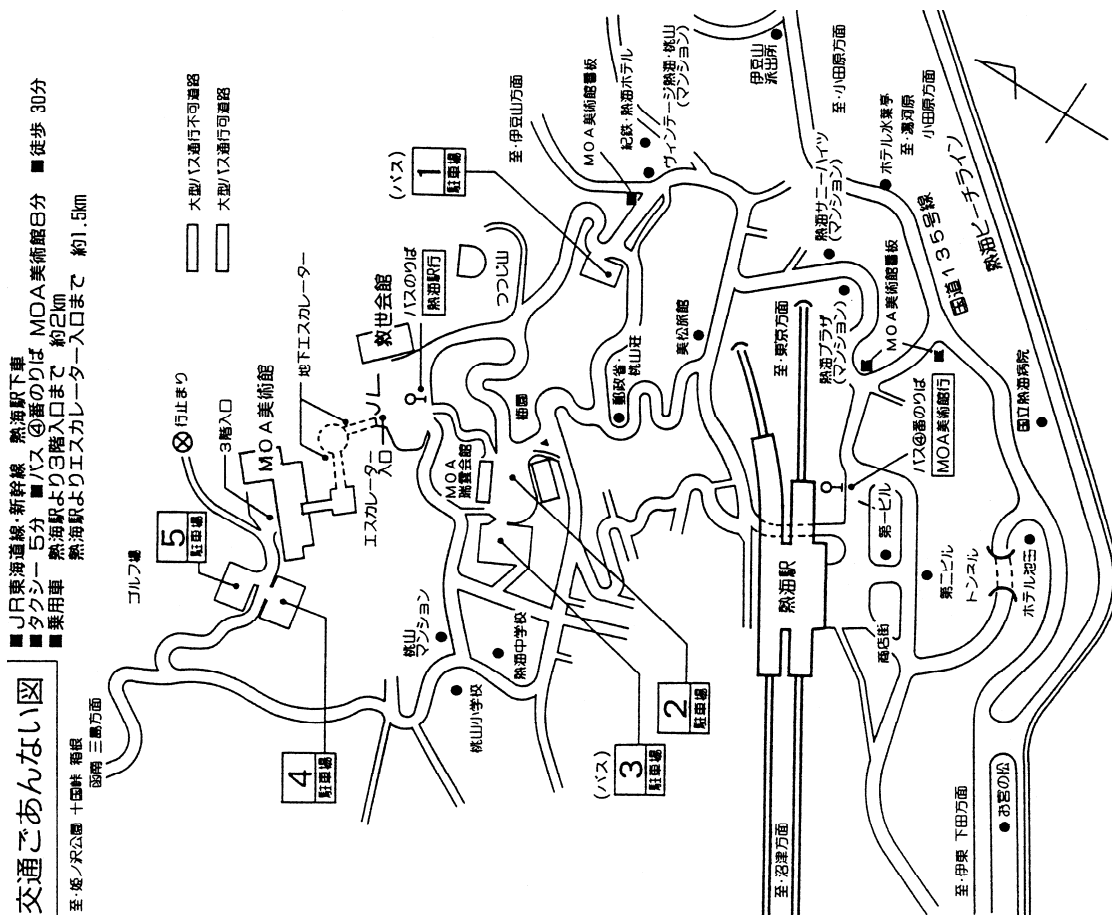 交通ごあんない図
■JR東海道線・新幹線 熱海駅下車
■タクシー 5分 ■バス ④番のりば MOA美術館8分 ■徒歩 30分
■乗用車 熱海駅より3階入口まで 約2km
熱海駅よりエスカレーター入口まで 約1.5km
大型バス通行不可道路
大型バス通行可道路
至・姫ノ沢公園 十国峠 箱根
函南 三島方面
ゴルフ場
5
駐車場
行止まり
3階入口
MOA美術館
地下エスカレーター
エスカレーター
入口
救世会館
バスのりば
熱海駅行
つつじ山
(バス)
1
駐車場
至・伊豆山方面
MOA美術館看板
紀鉄・熱海ホテル
ヴィンテージ熱海・桃山
(マンション)
伊豆山
派出所
至・小田原方面
4
駐車場
桃山
マンション
桃山小学校
熱海中学校
MOA
瑞雲会館
梅園
郵政省・
桃山荘
美松旅館
(バス)
3
駐車場
2
駐車場
熱海サニーハイツ
(マンション)
ホテル水葉亭
至・湯河原
小田原方面
至・東京方面
熱海プラザ
(マンション)
MOA美術館看板
国道135号線
熱海ビーチライン
至・沼津方面
熱海駅
バス④番のりば
MOA美術館行
第一ビル
第二ビル
商店街
トンネル
ホテル池田
国立熱海病院
至・伊東 下田方面
お宮の松